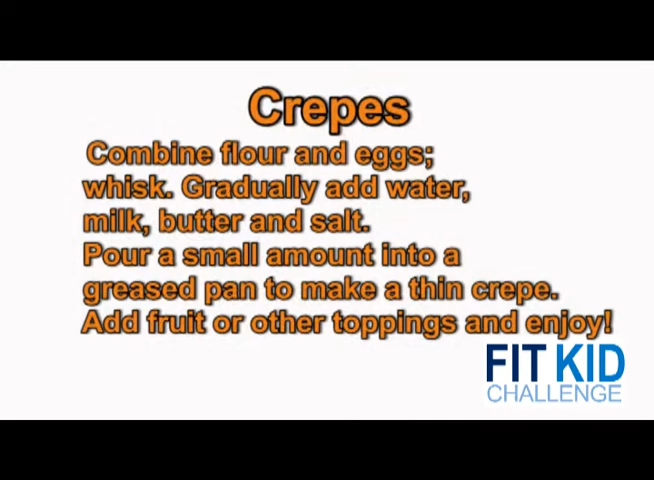 Crepes
Combine flour and eggs;
whisk. Gradually add water,
milk, butter and salt.
Pour a small amount into a
greased pan to make a thin crepe.
Add fruit or other toppings and enjoy!
FIT KID
CHALLENGE